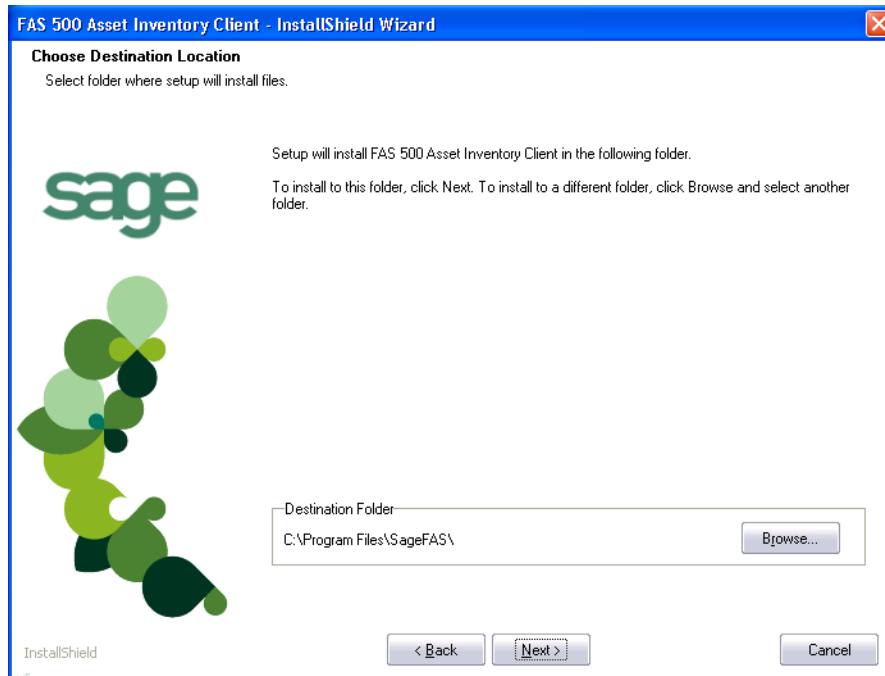 FAS 500 Asset Inventory Client - InstallShield Wizard
Choose Destination Location
Select folder where setup will install files.
sage
Setup will install FAS 500 Asset Inventory Client in the following folder.
To install to this folder, click Next. To install to a different folder, click Browse and select another
folder.
Destination Folder
C:\Program Files\SageFAS\
Browse...
InstallShield
< Back
Next >
Cancel